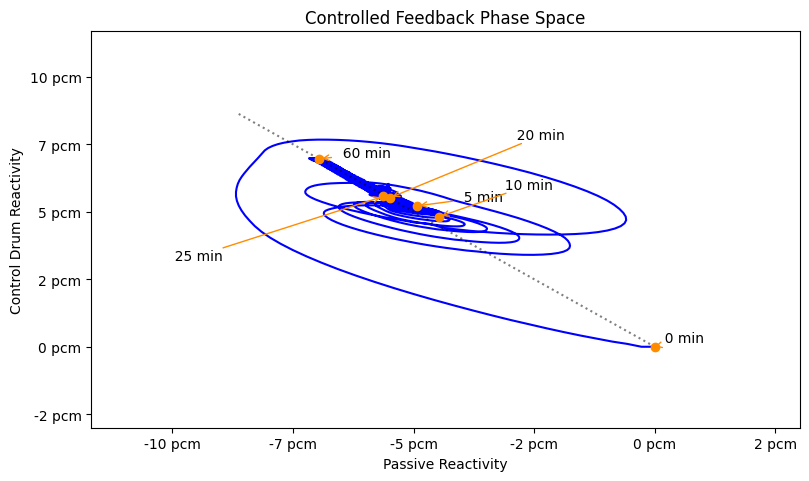 Controlled Feedback Phase Space
10 pcm
7 pcm
5 pcm
2 pcm
0 pcm
-2 pcm
Control Drum Reactivity
20 min
60 min
10 min
5 min
25 min
0 min
-10 pcm
-7 pcm
-5 pcm
-2 pcm
0 pcm
2 pcm
Passive Reactivity